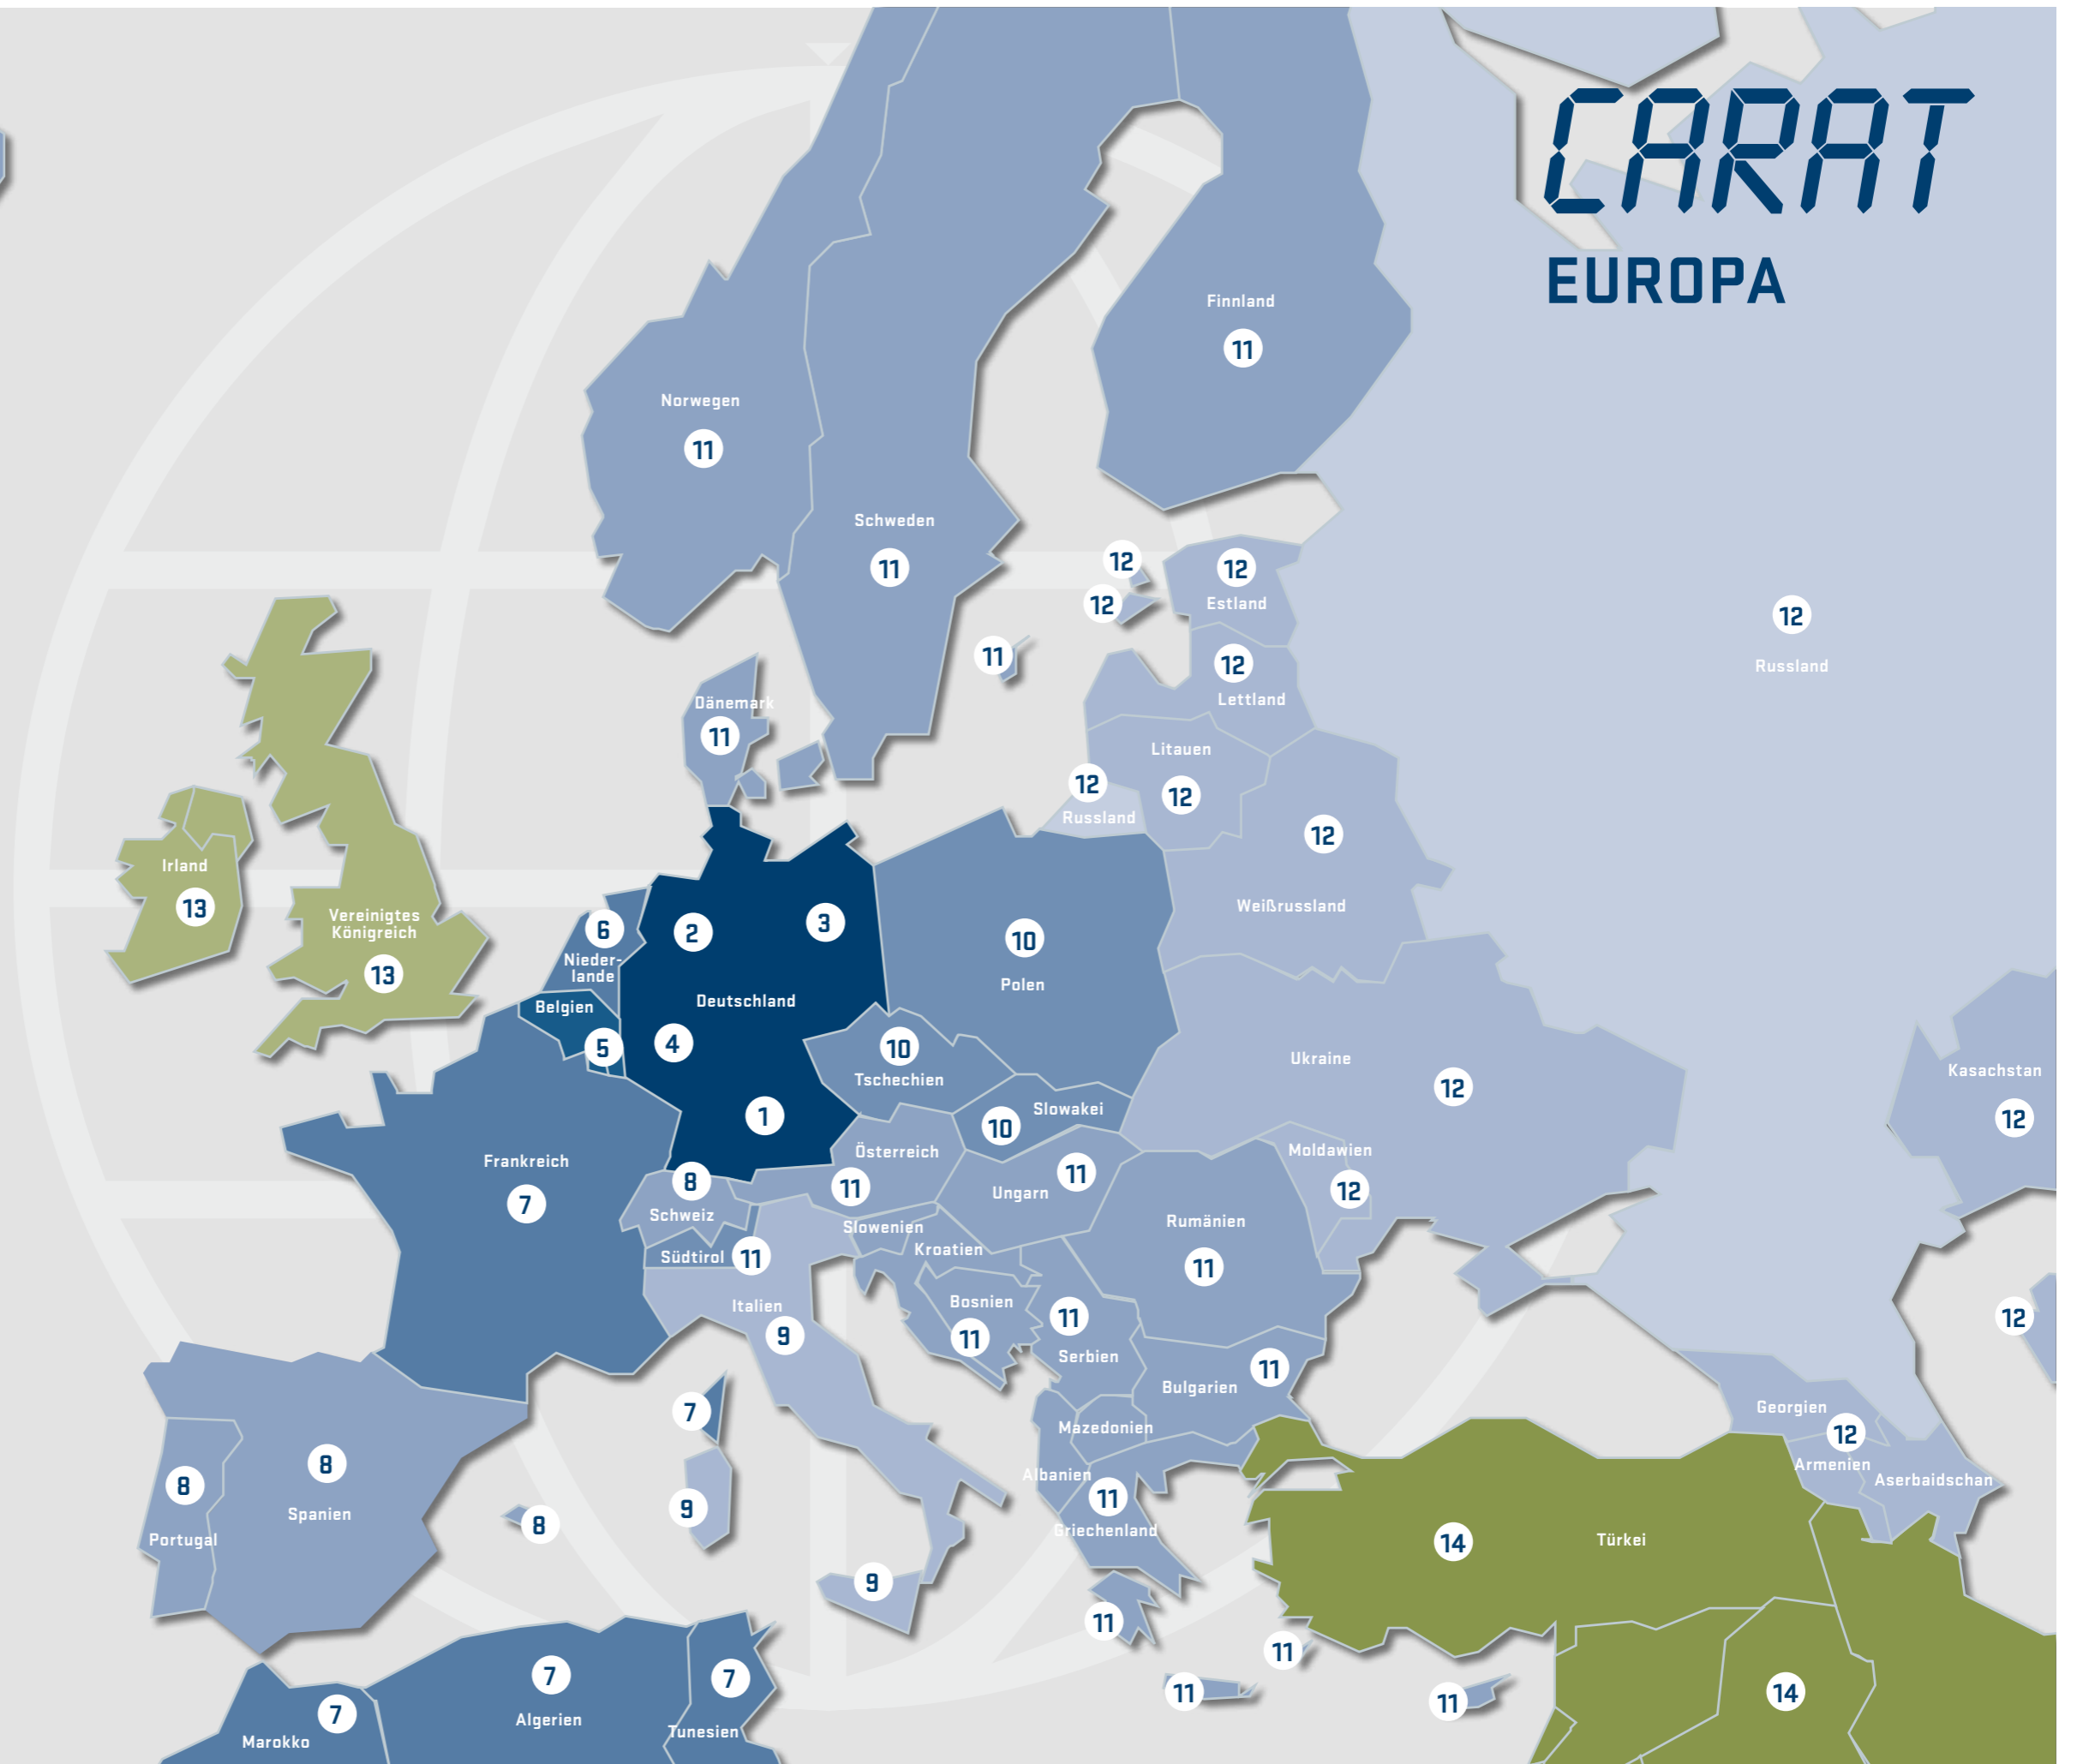 CARAT
EUROPA
Finnland
11
Norwegen
11
Schweden
11
12
12
Estland
12
11
12
Lettland
12
Russland
Dänemark
11
Litauen
12
12
Russland
12
Weißrussland
Irland
13
Vereinigtes
Königreich
13
6
Nieder-
lande
2
3
Deutschland
4
1
Belgien
5
10
Polen
10
Tschechien
Slowakei
10
Ukraine
12
Kasachstan
12
Frankreich
7
8
Schweiz
Österreich
11
Ungarn
11
Moldawien
12
Südtirol
11
Slowenien
Kroatien
Rumänien
11
Italien
9
Bosnien
11
11
Serbien
12
Bulgarien
11
7
Mazedonien
Georgien
12
Armenien
Aserbaidschan
8
Portugal
8
Spanien
8
9
Albanien
11
Griechenland
14
Türkei
9
11
11
11
11
14
7
Marokko
7
Algerien
7
Tunesien